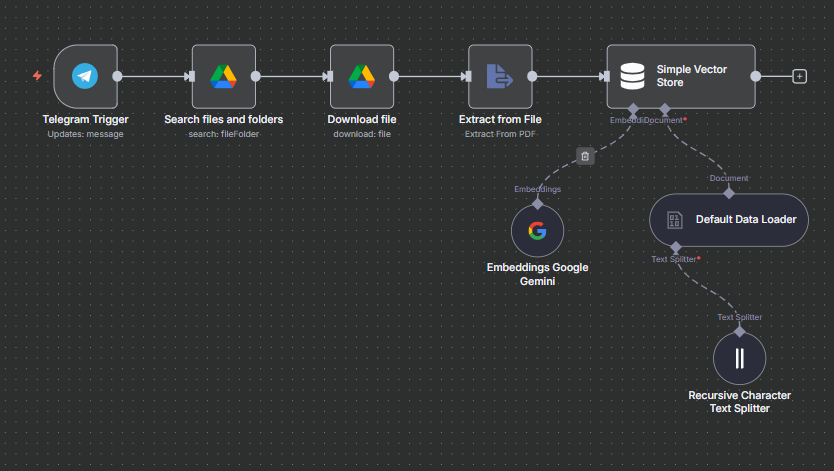 Simple Vector
Store
Telegram Trigger
Updates: message
Search files and folders
search: fileFolder
Download file
download: file
Extract from File
Extract From PDF
Document*
Embeddings
Document
Default Data Loader
Embeddings Google
Gemini
Text Splitter*
Text Splitter
Recursive Character
Text Splitter